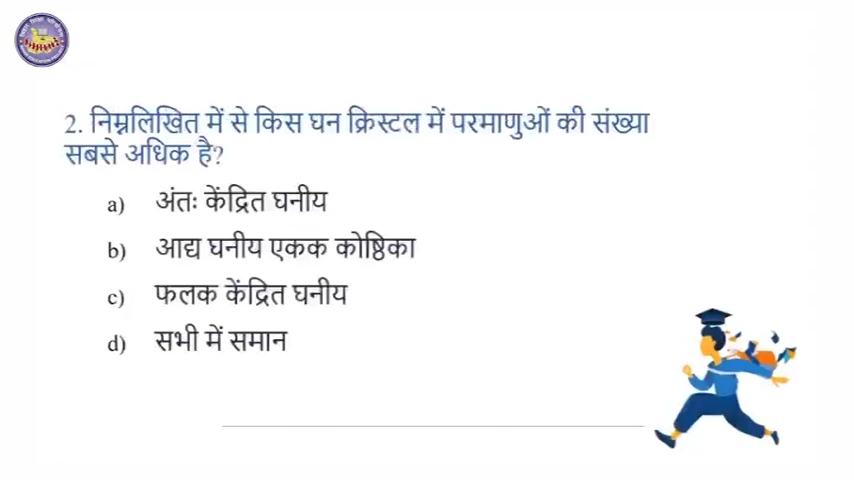 2. निम्नलिखित में से किस घन क्रिस्टल में परमाणुओं की संख्या
सबसे अधिक है?
a) अंतः केंद्रित घनीय
b) आद्य घनीय एकक कोष्ठिका
c) फलक केंद्रित घनीय
d) सभी में समान